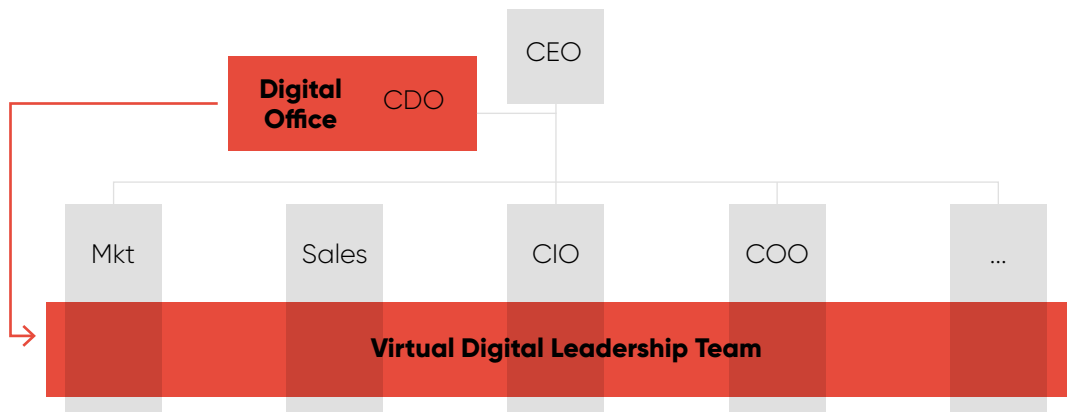 CEO
Digital
Office
CDO
Mkt
Sales
CIO
COO
...
Virtual Digital Leadership Team